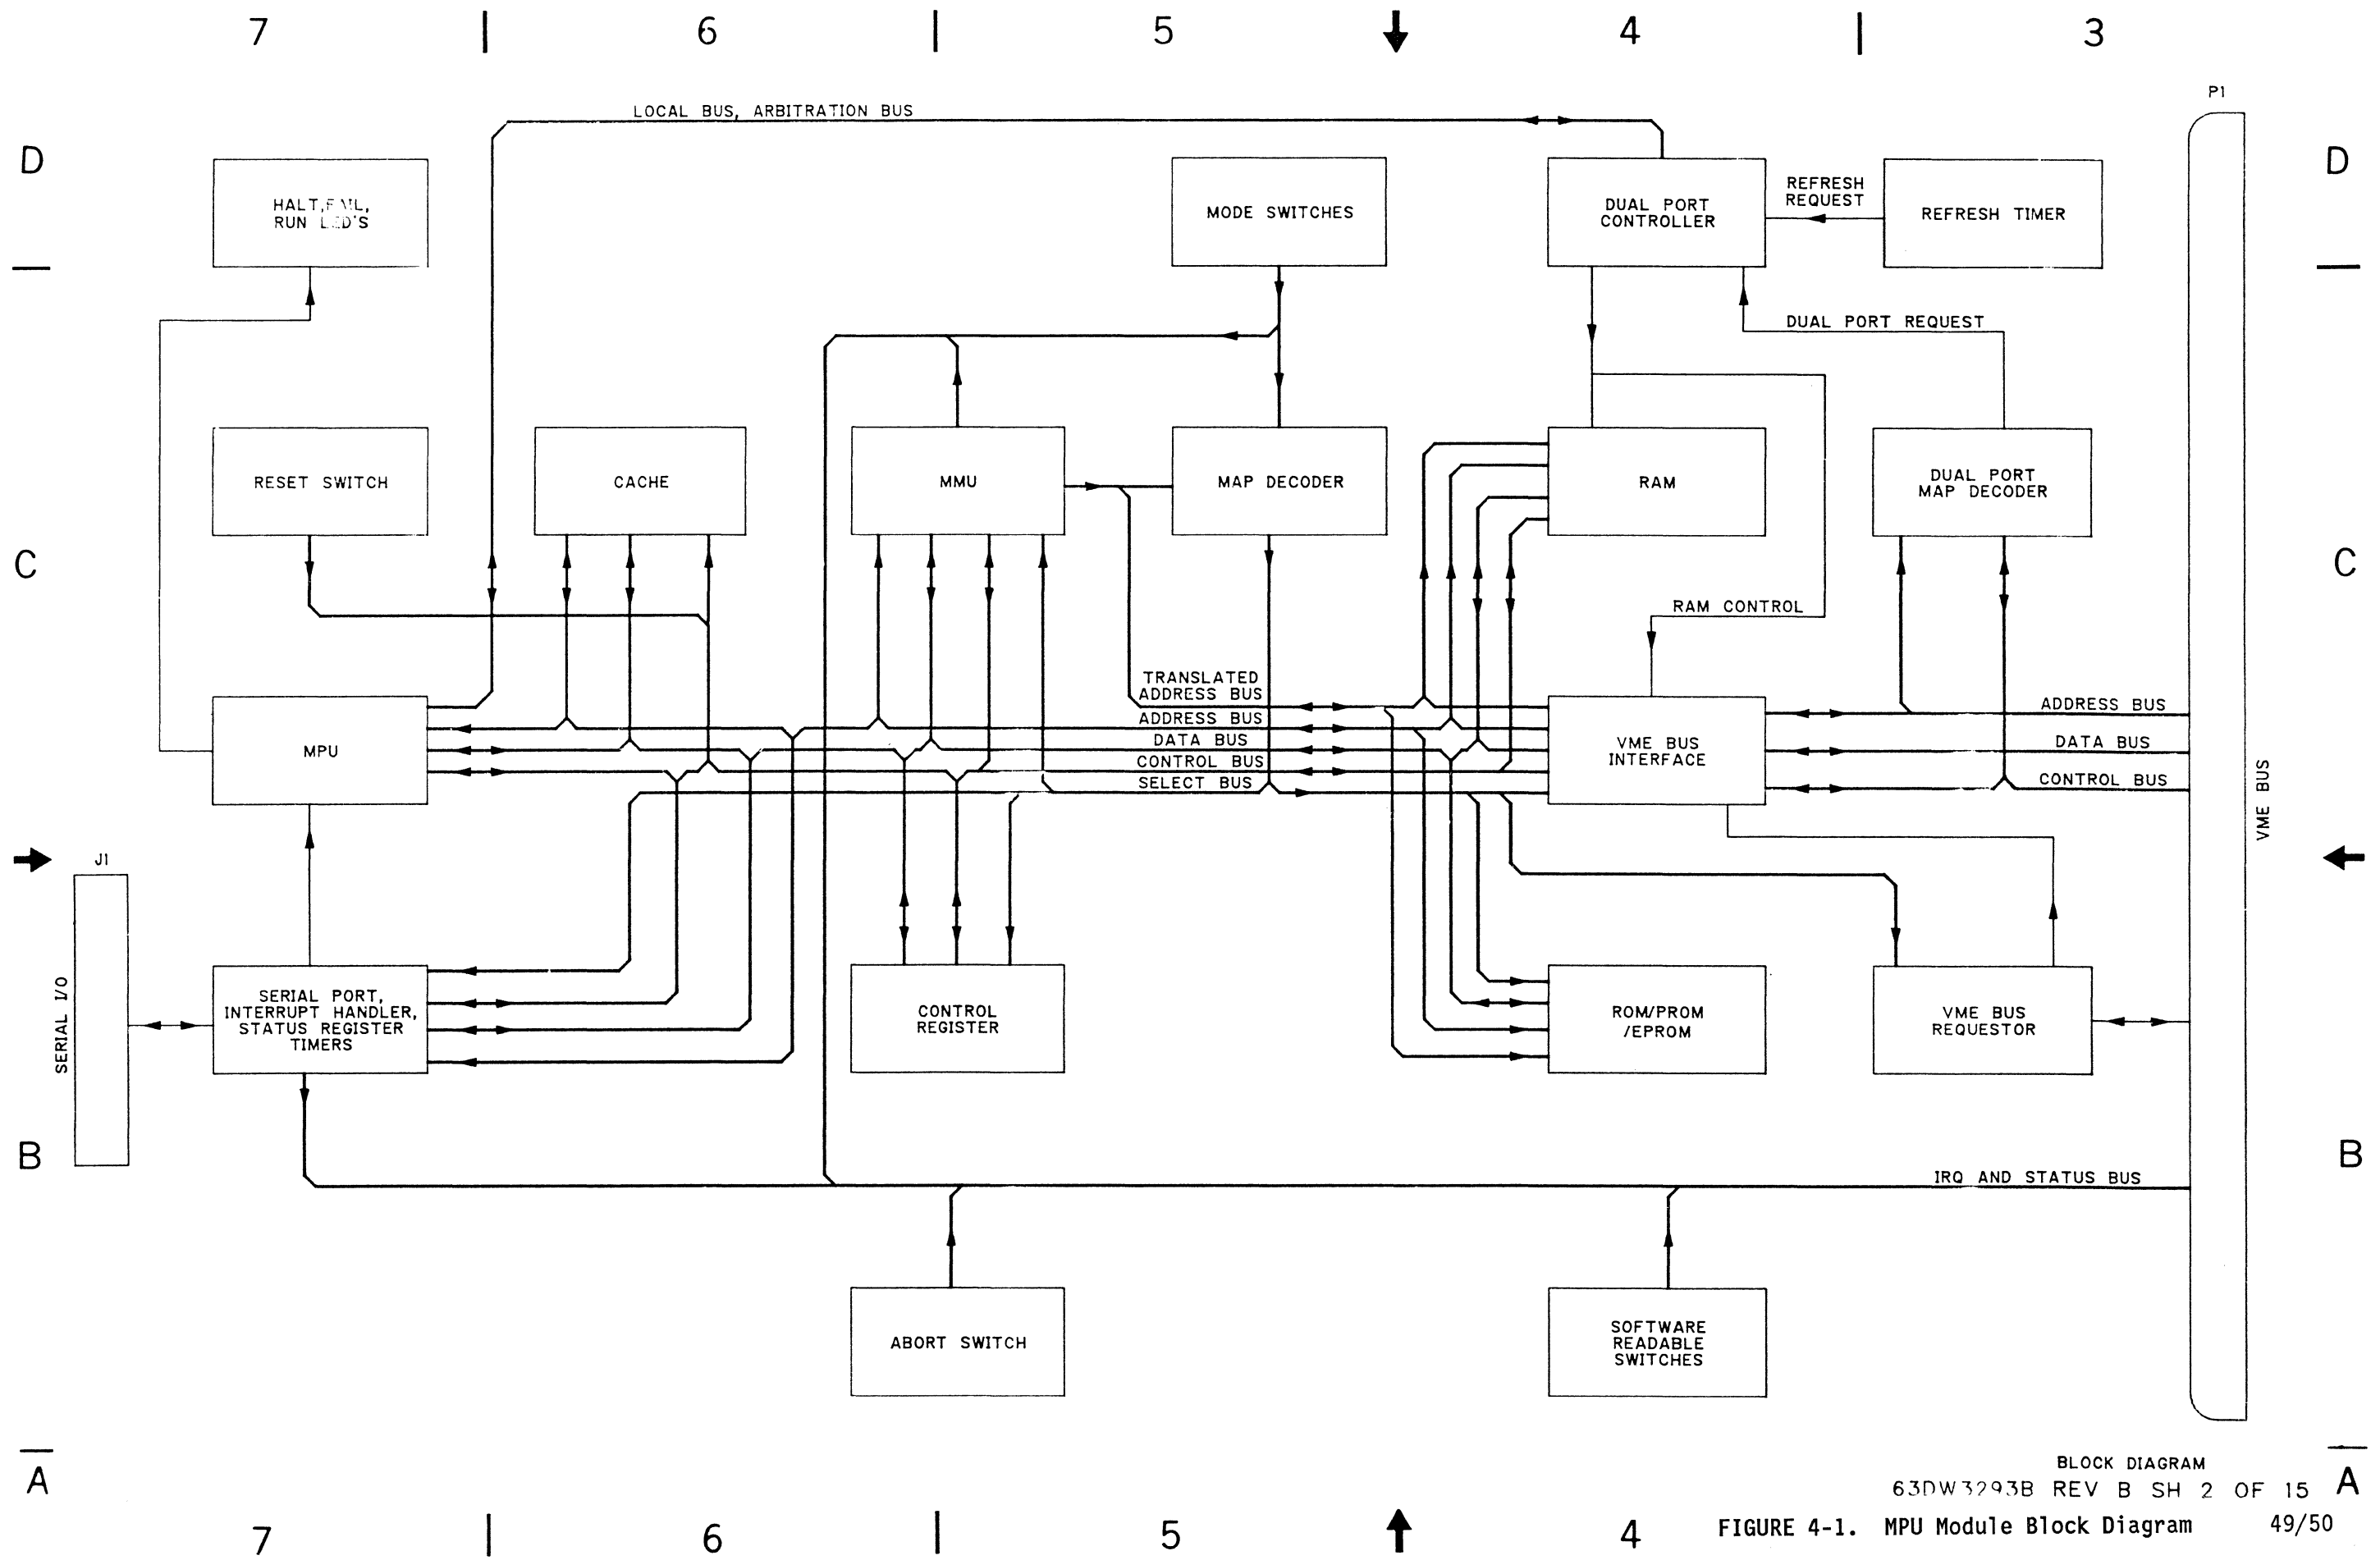 7 6 5 4 3
P1
LOCAL BUS, ARBITRATION BUS
D D
HALT, FAIL,
RUN LED'S
MODE SWITCHES
DUAL PORT
CONTROLLER
REFRESH
REQUEST
REFRESH TIMER
DUAL PORT REQUEST
RESET SWITCH
CACHE
MMU
MAP DECODER
RAM
DUAL PORT
MAP DECODER
C C
RAM CONTROL
TRANSLATED
ADDRESS BUS
ADDRESS BUS
DATA BUS
CONTROL BUS
SELECT BUS
MPU
VME BUS
INTERFACE
ADDRESS BUS
DATA BUS
CONTROL BUS
VME BUS
J1
SERIAL I/O
SERIAL PORT,
INTERRUPT HANDLER,
STATUS REGISTER
TIMERS
CONTROL
REGISTER
ROM/PROM
/EPROM
VME BUS
REQUESTOR
B B
IRQ AND STATUS BUS
ABORT SWITCH
SOFTWARE
READABLE
SWITCHES
A A
BLOCK DIAGRAM
63DW3293B REV B SH 2 OF 15
7 6 5 4
FIGURE 4-1. MPU Module Block Diagram 49/50